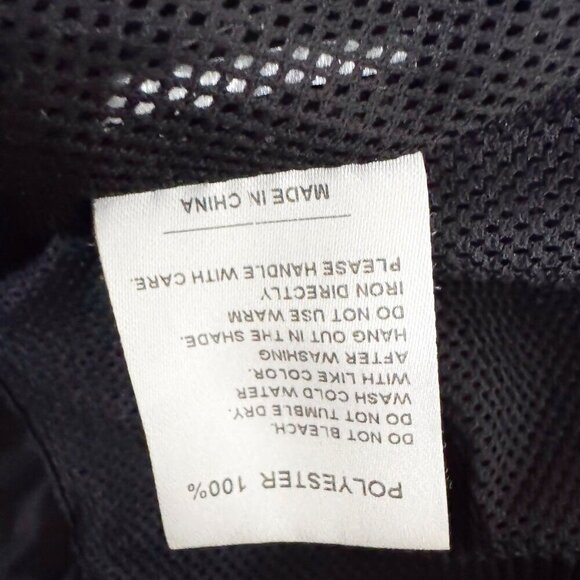 POLYESTER 100%
DO NOT BLEACH.
DO NOT TUMBLE DRY.
WASH COLD WATER
WITH LIKE COLOR.
AFTER WASHING
HANG OUT IN THE SHADE.
DO NOT USE WARM
IRON DIRECTLY
PLEASE HANDLE WITH CARE.
MADE IN CHINA